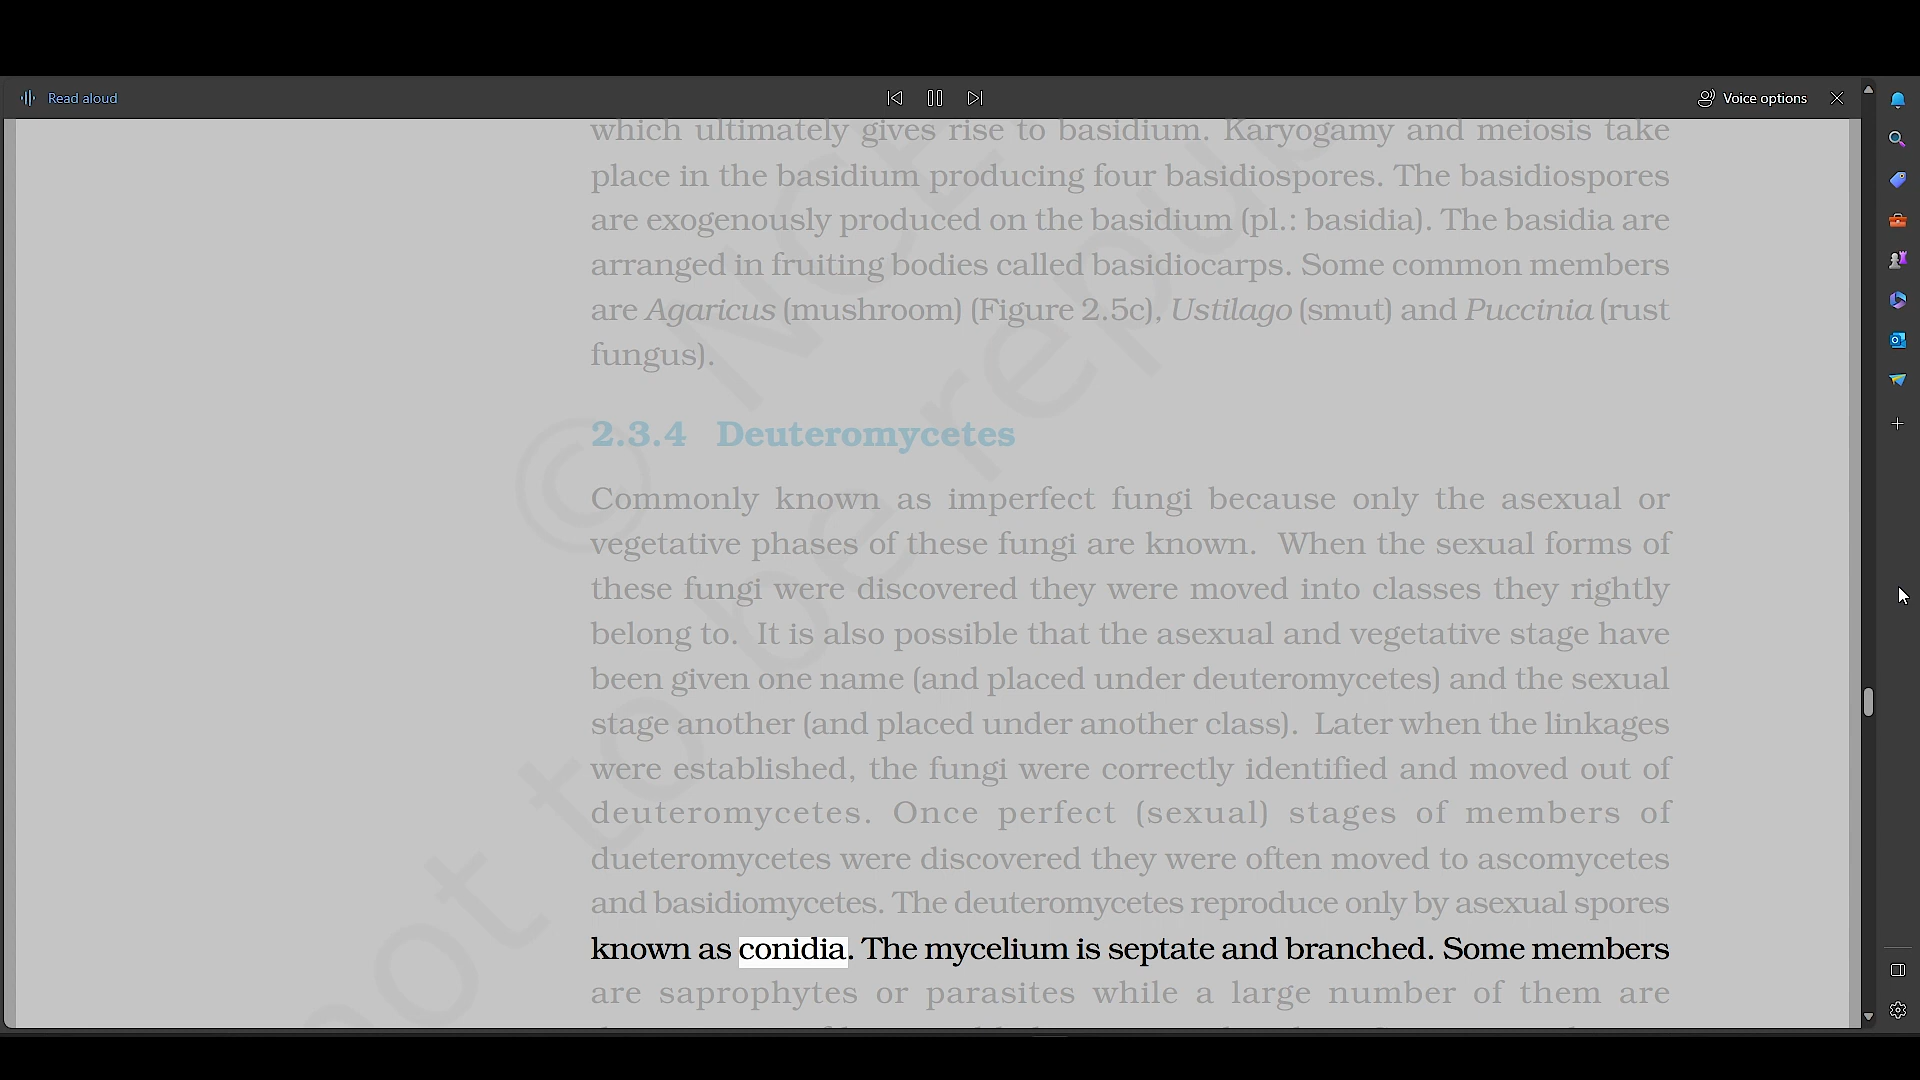 Read aloud
Voice options
which ultimately gives rise to basidium. Karyogamy and meiosis take
place in the basidium producing four basidiospores. The basidiospores
are exogenously produced on the basidium (pl.: basidia). The basidia are
arranged in fruiting bodies called basidiocarps. Some common members
are Agaricus (mushroom) (Figure 2.5c), Ustilago (smut) and Puccinia (rust
fungus).
2.3.4 Deuteromycetes
Commonly known as imperfect fungi because only the asexual or
vegetative phases of these fungi are known. When the sexual forms of
these fungi were discovered they were moved into classes they rightly
belong to. It is also possible that the asexual and vegetative stage have
been given one name (and placed under deuteromycetes) and the sexual
stage another (and placed under another class). Later when the linkages
were established, the fungi were correctly identified and moved out of
deuteromycetes. Once perfect (sexual) stages of members of
dueteromycetes were discovered they were often moved to ascomycetes
and basidiomycetes. The deuteromycetes reproduce only by asexual spores
known as conidia. The mycelium is septate and branched. Some members
are saprophytes or parasites while a large number of them are